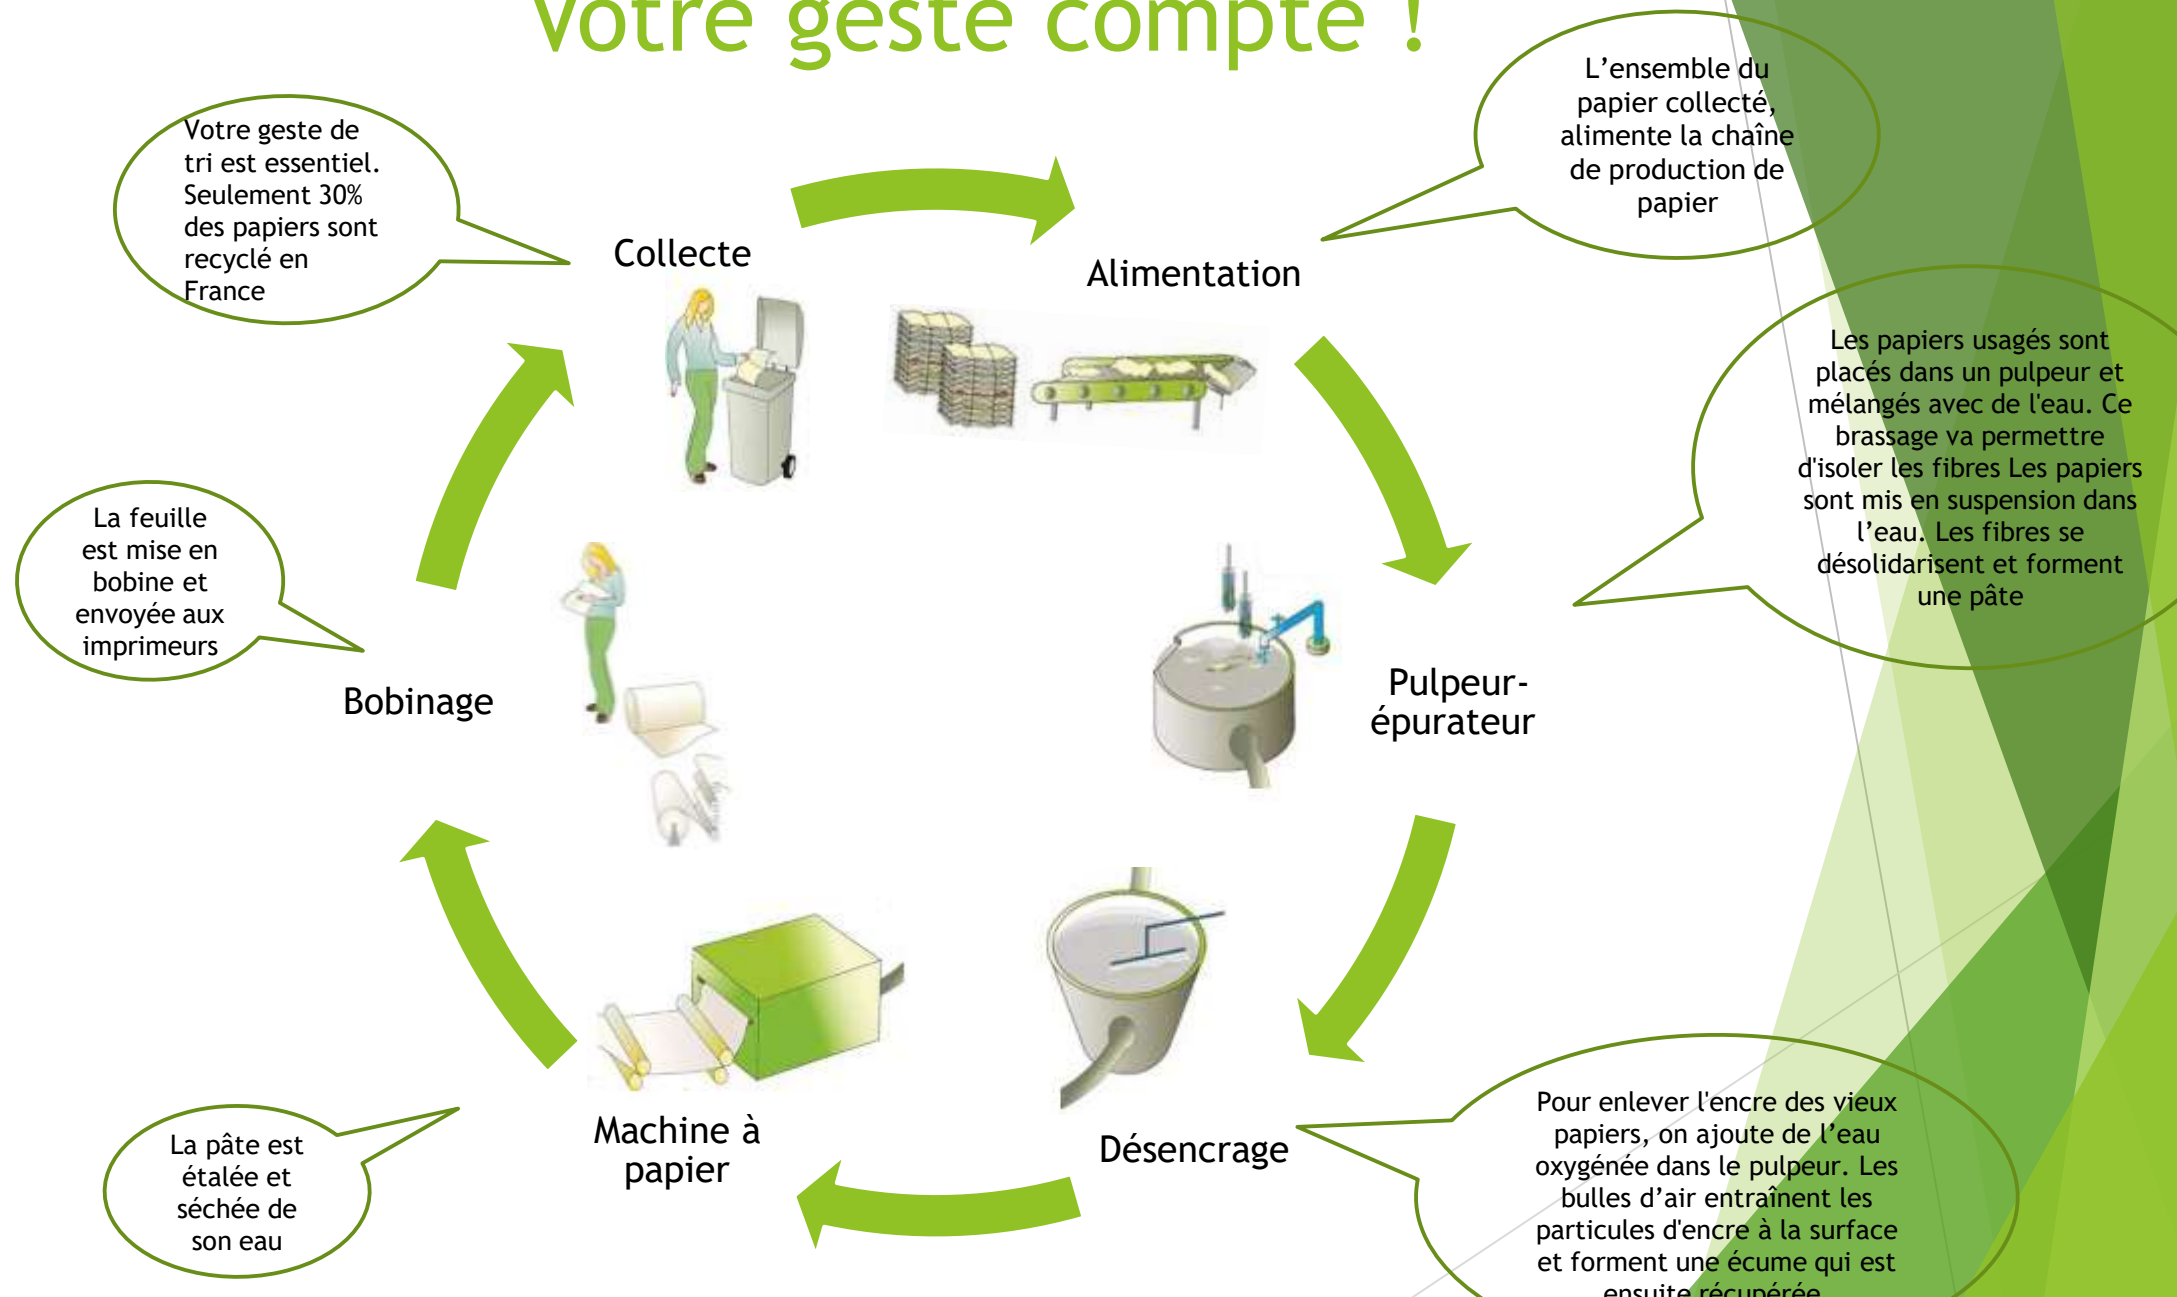 Votre geste compte !
Votre geste de
tri est essentiel.
Seulement 30%
des papiers sont
recyclé en
France
Collecte
L’ensemble du
papier collecté,
alimente la chaîne
de production de
papier
Alimentation
Les papiers usagés sont
placés dans un pulpeur et
mélangés avec de l'eau. Ce
brassage va permettre
d'isoler les fibres Les papiers
sont mis en suspension dans
l’eau. Les fibres se
désolidarisent et forment
une pâte
Pulpeur-
épurateur
Pour enlever l'encre des vieux
papiers, on ajoute de l’eau
oxygénée dans le pulpeur. Les
bulles d’air entraînent les
particules d'encre à la surface
et forment une écume qui est
ensuite récupérée
Désencrage
Machine à
papier
La pâte est
étalée et
séchée de
son eau
Bobinage
La feuille
est mise en
bobine et
envoyée aux
imprimeurs